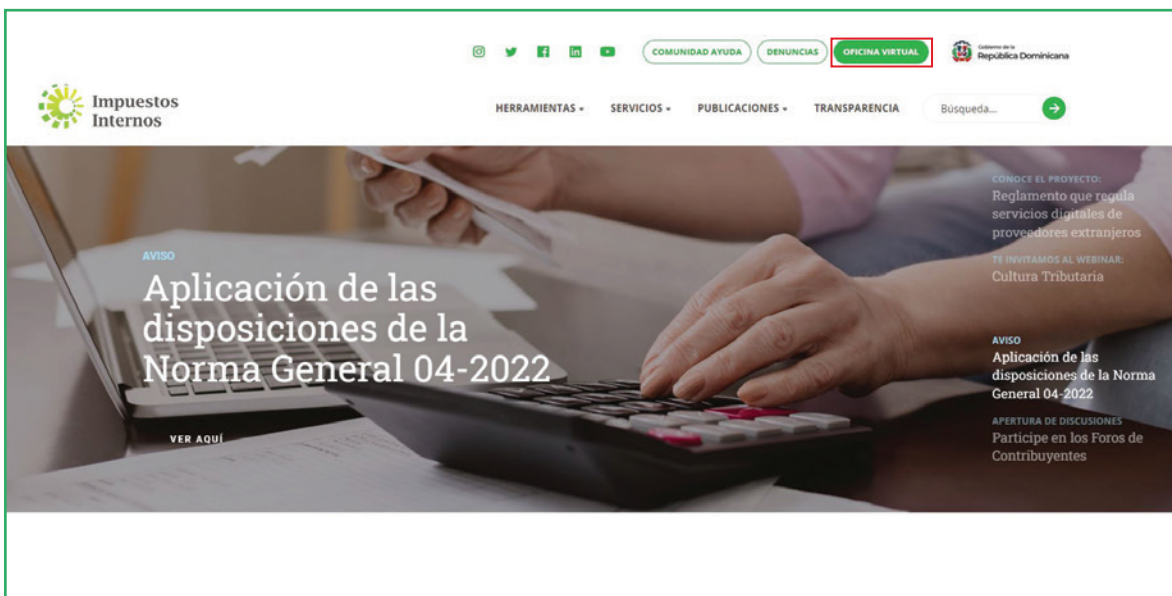 COMUNIDAD AYUDA
DENUNCIAS
OFICINA VIRTUAL
Gobierno de la
República Dominicana
Impuestos
Internos
HERRAMIENTAS
SERVICIOS
PUBLICACIONES
TRANSPARENCIA
Búsqueda...
AVISO
Aplicación de las
disposiciones de la
Norma General 04-2022
VER AQUÍ
CONOCE EL PROYECTO:
Reglamento que regula
servicios digitales de
proveedores extranjeros
TE INVITAMOS AL WEBINAR:
Cultura Tributaria
AVISO
Aplicación de las
disposiciones de la Norma
General 04-2022
APERTURA DE DISCUSIONES
Participe en los Foros de
Contribuyentes